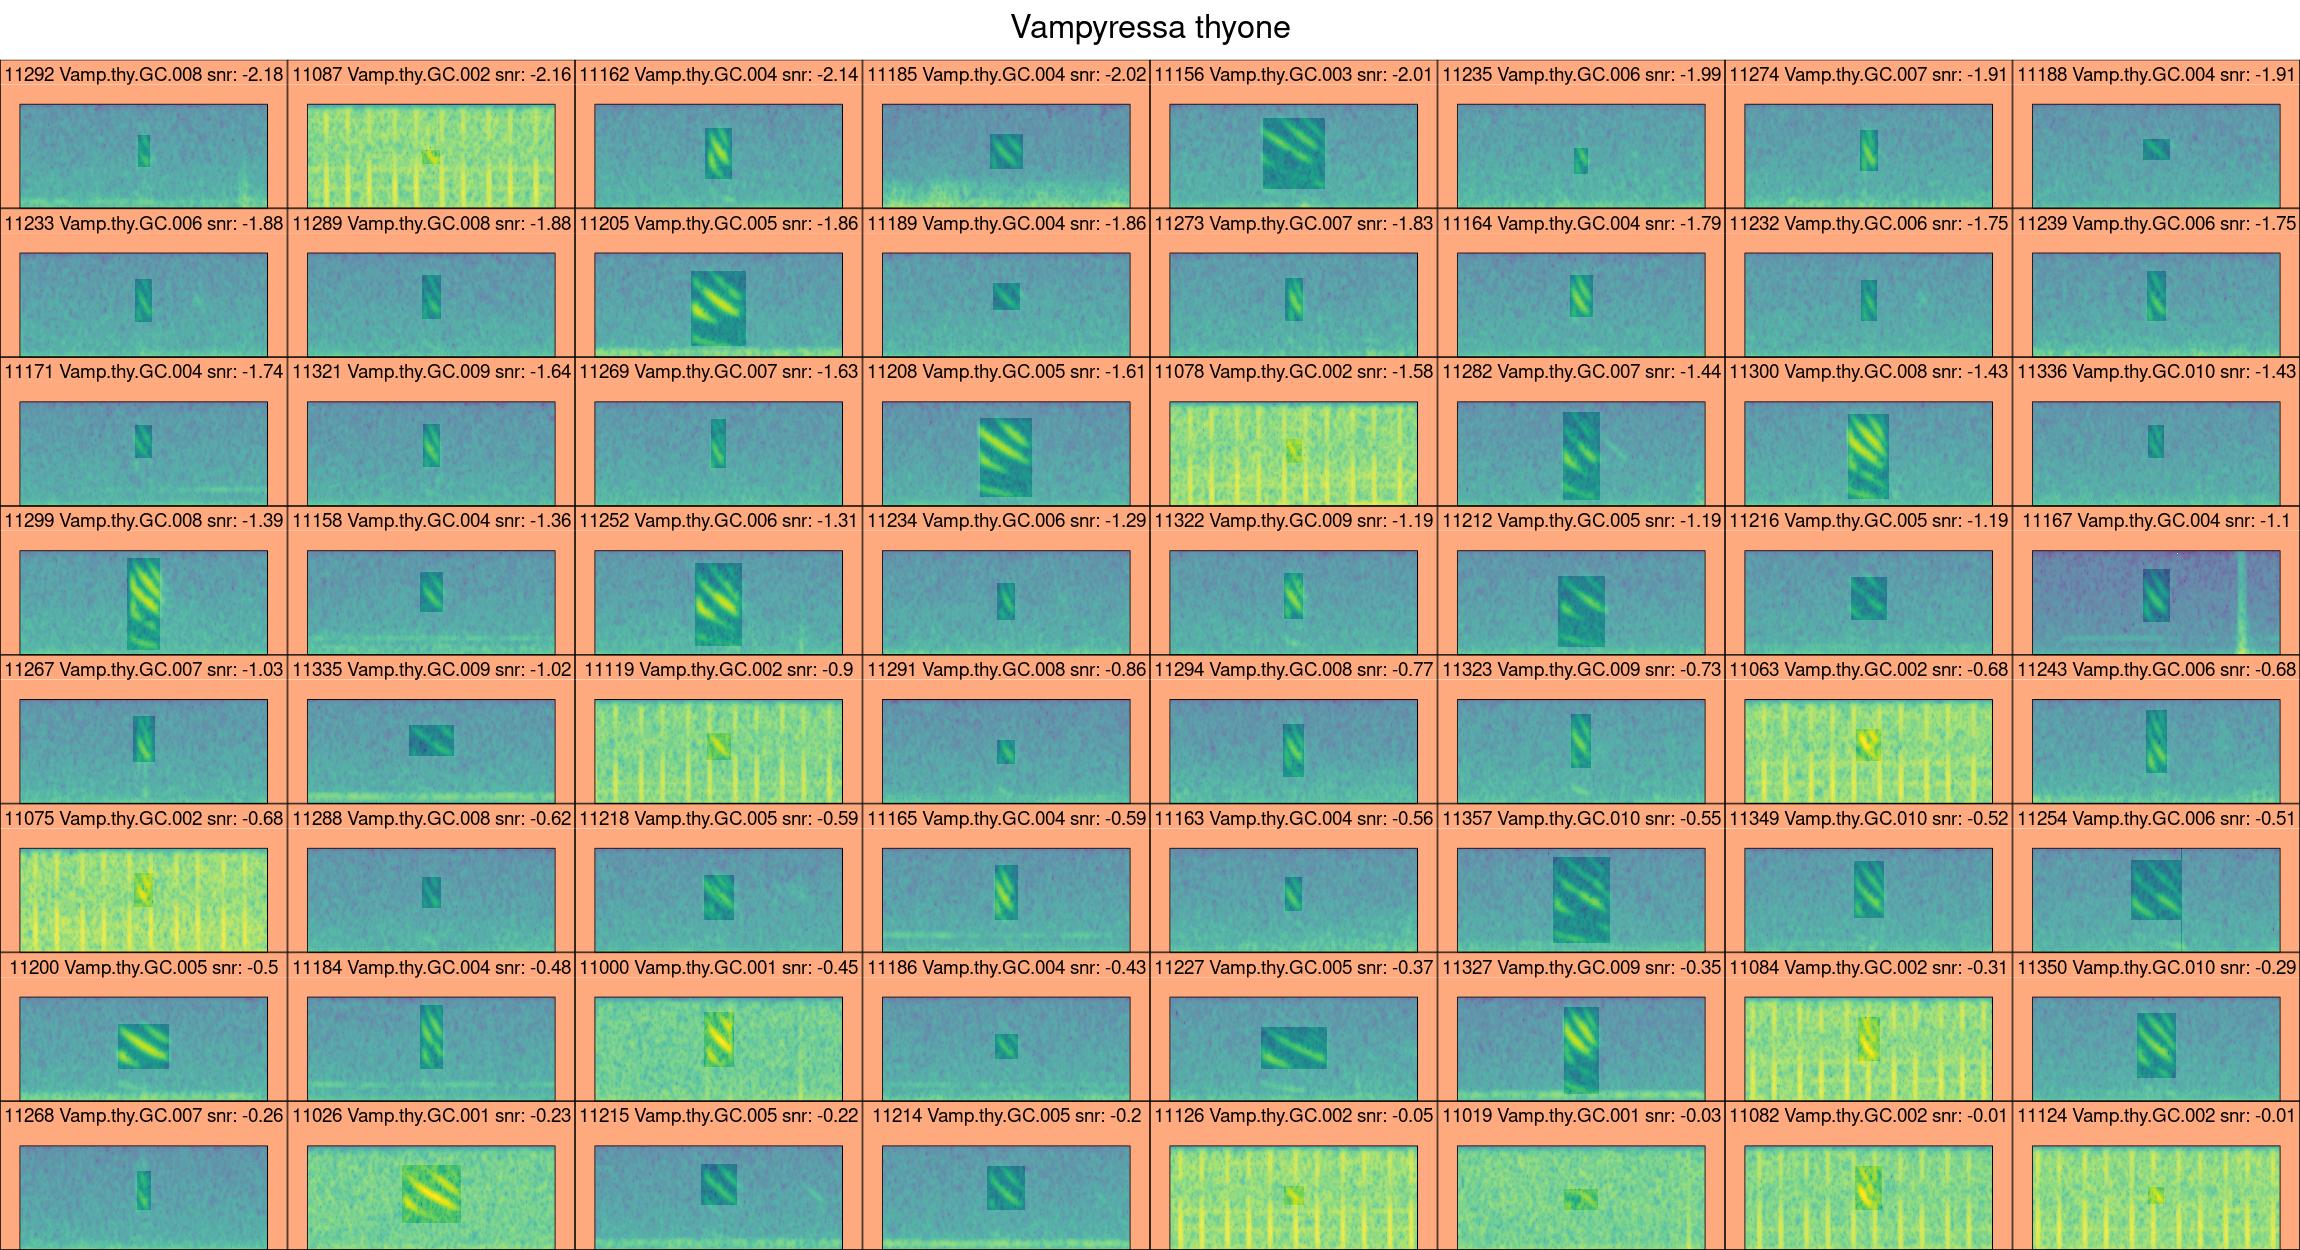 Vampyressa thyone
11292 Vamp.thy.GC.008 snr: -2.18
11087 Vamp.thy.GC.002 snr: -2.16
11162 Vamp.thy.GC.004 snr: -2.14
11185 Vamp.thy.GC.004 snr: -2.02
11156 Vamp.thy.GC.003 snr: -2.01
11235 Vamp.thy.GC.006 snr: -1.99
11274 Vamp.thy.GC.007 snr: -1.91
11188 Vamp.thy.GC.004 snr: -1.91
11233 Vamp.thy.GC.006 snr: -1.88
11289 Vamp.thy.GC.008 snr: -1.88
11205 Vamp.thy.GC.005 snr: -1.86
11189 Vamp.thy.GC.004 snr: -1.86
11273 Vamp.thy.GC.007 snr: -1.83
11164 Vamp.thy.GC.004 snr: -1.79
11232 Vamp.thy.GC.006 snr: -1.75
11239 Vamp.thy.GC.006 snr: -1.75
11171 Vamp.thy.GC.004 snr: -1.74
11321 Vamp.thy.GC.009 snr: -1.64
11269 Vamp.thy.GC.007 snr: -1.63
11208 Vamp.thy.GC.005 snr: -1.61
11078 Vamp.thy.GC.002 snr: -1.58
11282 Vamp.thy.GC.007 snr: -1.44
11300 Vamp.thy.GC.008 snr: -1.43
11336 Vamp.thy.GC.010 snr: -1.43
11299 Vamp.thy.GC.008 snr: -1.39
11158 Vamp.thy.GC.004 snr: -1.36
11252 Vamp.thy.GC.006 snr: -1.31
11234 Vamp.thy.GC.006 snr: -1.29
11322 Vamp.thy.GC.009 snr: -1.19
11212 Vamp.thy.GC.005 snr: -1.19
11216 Vamp.thy.GC.005 snr: -1.19
11167 Vamp.thy.GC.004 snr: -1.1
11267 Vamp.thy.GC.007 snr: -1.03
11335 Vamp.thy.GC.009 snr: -1.02
11119 Vamp.thy.GC.002 snr: -0.9
11291 Vamp.thy.GC.008 snr: -0.86
11294 Vamp.thy.GC.008 snr: -0.77
11323 Vamp.thy.GC.009 snr: -0.73
11063 Vamp.thy.GC.002 snr: -0.68
11243 Vamp.thy.GC.006 snr: -0.68
11075 Vamp.thy.GC.002 snr: -0.68
11288 Vamp.thy.GC.008 snr: -0.62
11218 Vamp.thy.GC.005 snr: -0.59
11165 Vamp.thy.GC.004 snr: -0.59
11163 Vamp.thy.GC.004 snr: -0.56
11357 Vamp.thy.GC.010 snr: -0.55
11349 Vamp.thy.GC.010 snr: -0.52
11254 Vamp.thy.GC.006 snr: -0.51
11200 Vamp.thy.GC.005 snr: -0.5
11184 Vamp.thy.GC.004 snr: -0.48
11000 Vamp.thy.GC.001 snr: -0.45
11186 Vamp.thy.GC.004 snr: -0.43
11227 Vamp.thy.GC.005 snr: -0.37
11327 Vamp.thy.GC.009 snr: -0.35
11084 Vamp.thy.GC.002 snr: -0.31
11350 Vamp.thy.GC.010 snr: -0.29
11268 Vamp.thy.GC.007 snr: -0.26
11026 Vamp.thy.GC.001 snr: -0.23
11215 Vamp.thy.GC.005 snr: -0.22
11214 Vamp.thy.GC.005 snr: -0.2
11126 Vamp.thy.GC.002 snr: -0.05
11019 Vamp.thy.GC.001 snr: -0.03
11082 Vamp.thy.GC.002 snr: -0.01
11124 Vamp.thy.GC.002 snr: -0.01